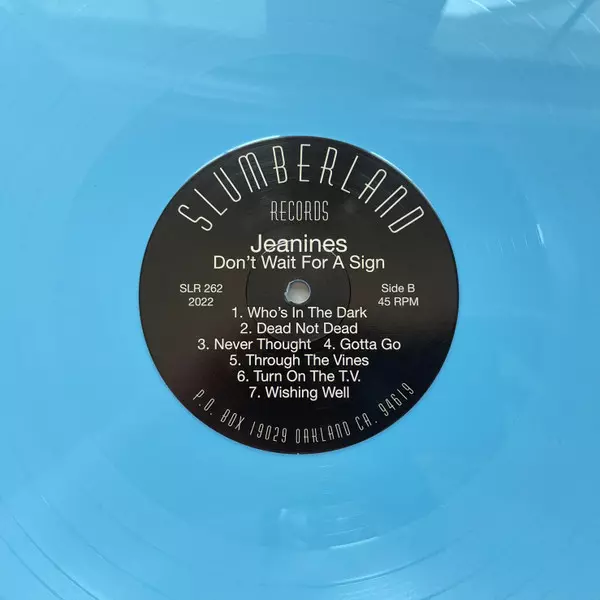 SLUMBERLAND
RECORDS
Jeanines
Don't Wait For A Sign
SLR 262
2022
Side B
45 RPM
1. Who's In The Dark
2. Dead Not Dead
3. Never Thought 4. Gotta Go
5. Through The Vines
6. Turn On The T.V.
7. Wishing Well
P.O. BOX 19029 OAKLAND CA. 94619